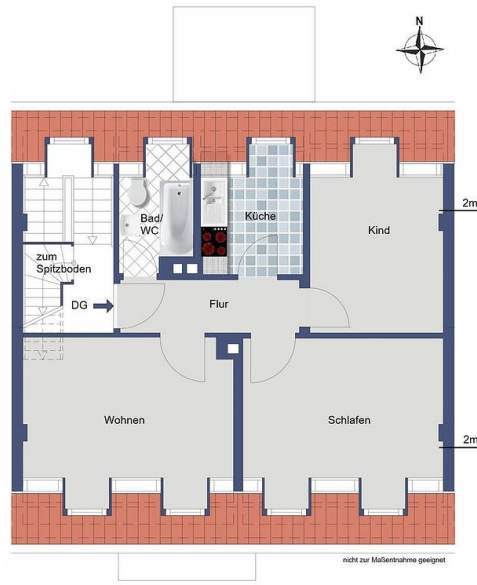 N
2m
Bad/
WC
Küche
Kind
zum
Spitzboden
DG
Flur
Wohnen
Schlafen
2m
nicht zur Maßentnahme geeignet